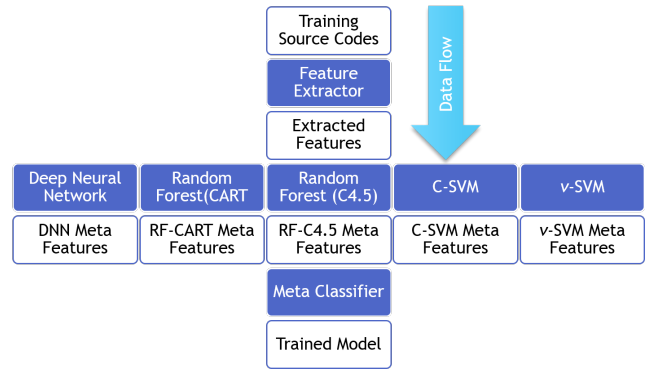 Training
Source Codes
Feature
Extractor
Data Flow
Extracted
Features
Deep Neural
Network
Random
Forest(CART
Random
Forest (C4.5)
C-SVM
v-SVM
DNN Meta
Features
RF-CART Meta
Features
RF-C4.5 Meta
Features
C-SVM Meta
Features
v-SVM Meta
Features
Meta Classifier
Trained Model